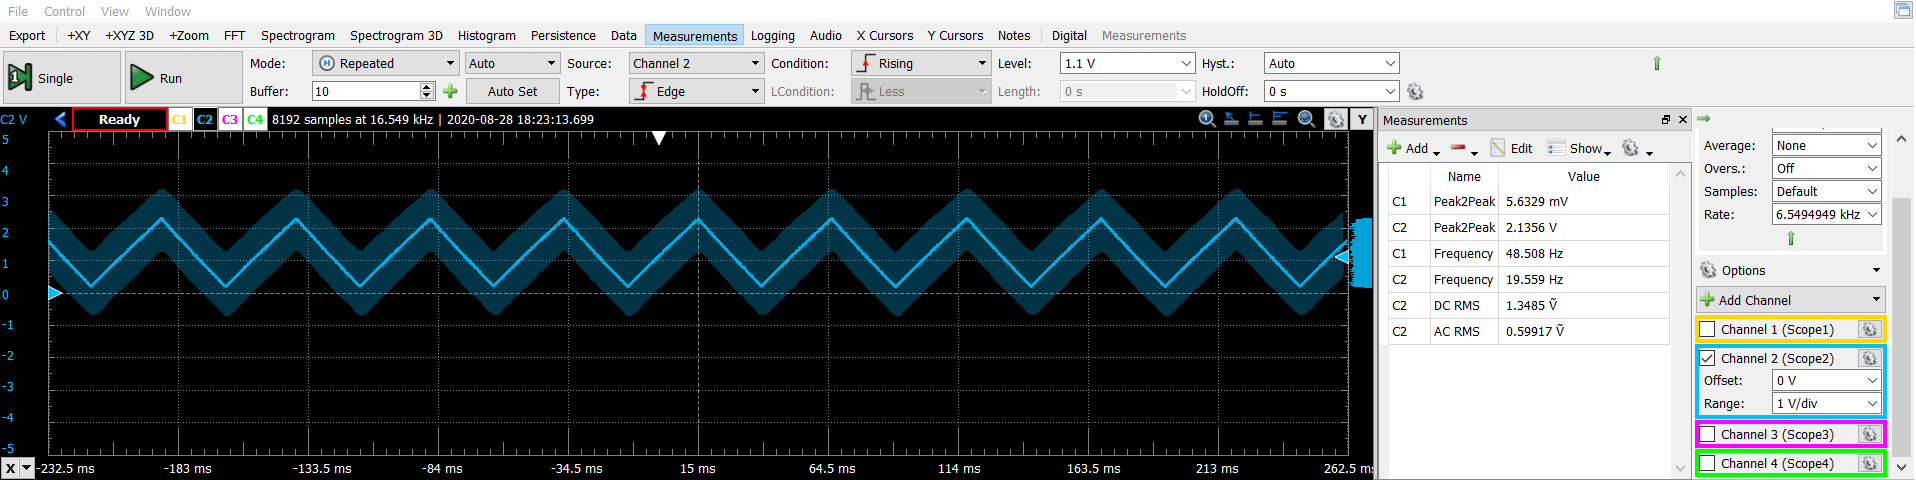 File Control View Window
Export +XY +XYZ 3D +Zoom FFT Spectrogram Spectrogram 3D Histogram Persistence Data Measurements Logging Audio X Cursors Y Cursors Notes Digital Measurements
1 Single Run Mode: Repeated Auto Source: Channel 2 Condition: Rising Level: 1.1 V Hyst.: Auto
Buffer: 10 Auto Set Type: Edge LCondition: Less Length: 0 s HoldOff: 0 s
C2 V Ready C1 C2 C3 C4 8192 samples at 16.549 kHz | 2020-08-28 18:23:13.699 Y
5
4
3
2
1
0
-1
-2
-3
-4
-5
X -232.5 ms -183 ms -133.5 ms -84 ms -34.5 ms 15 ms 64.5 ms 114 ms 163.5 ms 213 ms 262.5 ms
Measurements
Add Edit Show
Name Value
C1 Peak2Peak 5.6329 mV
C2 Peak2Peak 2.1356 V
C1 Frequency 48.508 Hz
C2 Frequency 19.559 Hz
C2 DC RMS 1.3485 Ṽ
C2 AC RMS 0.59917 Ṽ
Average: None
Overs.: Off
Samples: Default
Rate: 6.5494949 kHz
Options
Add Channel
Channel 1 (Scope1)
Channel 2 (Scope2)
Offset: 0 V
Range: 1 V/div
Channel 3 (Scope3)
Channel 4 (Scope4)